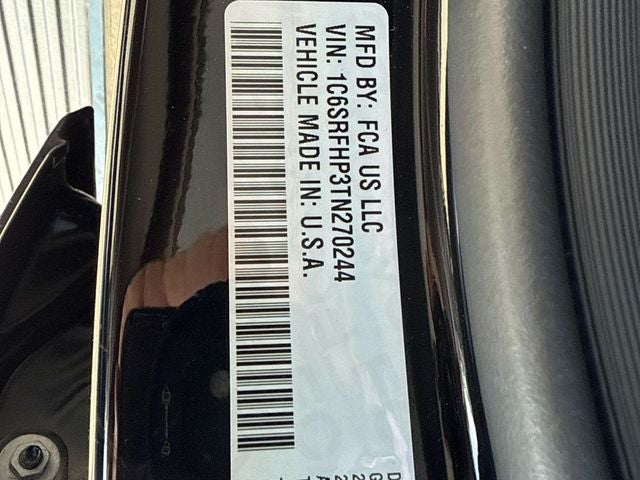 MFD BY: FCA US LLC
VIN: 1C6SRFHP3TN270244
VEHICLE MADE IN: U.S.A.